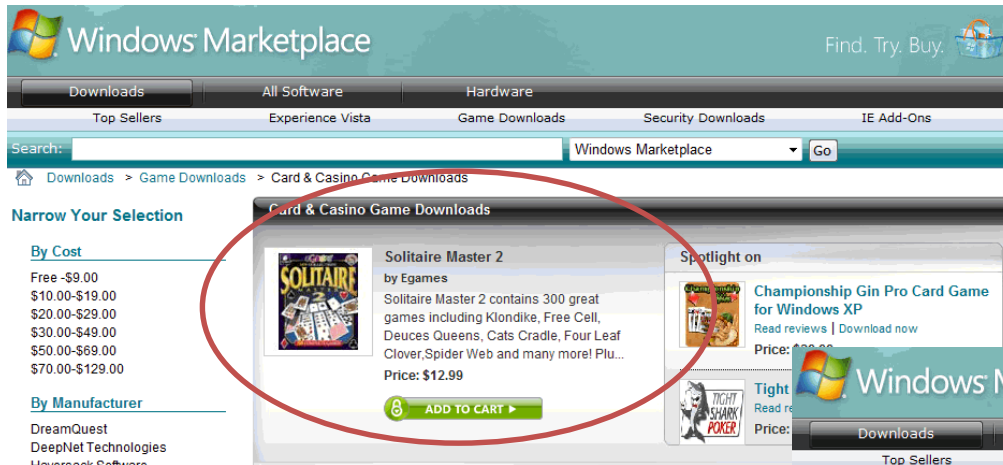 Windows Marketplace
Find. Try. Buy.
Downloads All Software Hardware
Top Sellers Experience Vista Game Downloads Security Downloads IE Add-Ons
Search: Windows Marketplace Go
Downloads > Game Downloads > Card & Casino Game Downloads
Narrow Your Selection
By Cost
Free -$9.00
$10.00-$19.00
$20.00-$29.00
$30.00-$49.00
$50.00-$69.00
$70.00-$129.00
By Manufacturer
DreamQuest
DeepNet Technologies
Card & Casino Game Downloads
SOLITAIRE
MASTER
2
Solitaire Master 2
by Egames
Solitaire Master 2 contains 300 great
games including Klondike, Free Cell,
Deuces Queens, Cats Cradle, Four Leaf
Clover,Spider Web and many more! Plu...
Price: $12.99
ADD TO CART
Spotlight on
Championship Gin Pro Card Game
for Windows XP
Read reviews | Download now
Price:
TIGHT
SHARK
POKER
Tight
Read re
Price:
Windows
Downloads
Top Sellers